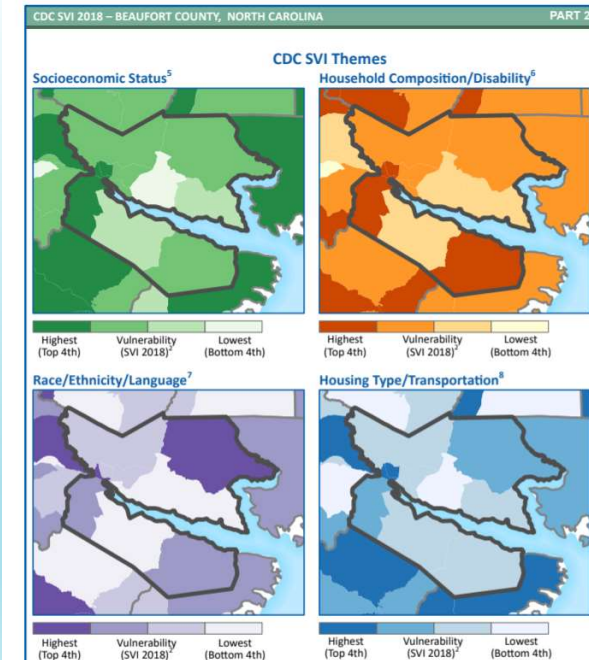 CDC SVI 2018 – BEAUFORT COUNTY, NORTH CAROLINA PART 2
CDC SVI Themes
Socioeconomic Status5
Household Composition/Disability6
Highest
(Top 4th)
Vulnerability
(SVI 2018)2
Lowest
(Bottom 4th)
Highest
(Top 4th)
Vulnerability
(SVI 2018)2
Lowest
(Bottom 4th)
Race/Ethnicity/Language7
Housing Type/Transportation8
Highest
(Top 4th)
Vulnerability
(SVI 2018)2
Lowest
(Bottom 4th)
Highest
(Top 4th)
Vulnerability
(SVI 2018)2
Lowest
(Bottom 4th)